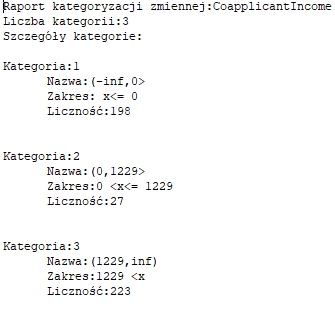 Raport kategoryzacji zmiennej:CoapplicantIncome
Liczba kategorii:3
Szczegóły kategorie:
Kategoria:1
Nazwa:(-inf,0>
Zakres: x<= 0
Liczność:198
Kategoria:2
Nazwa:(0,1229>
Zakres:0 <x<= 1229
Liczność:27
Kategoria:3
Nazwa:(1229,inf)
Zakres:1229 <x
Liczność:223